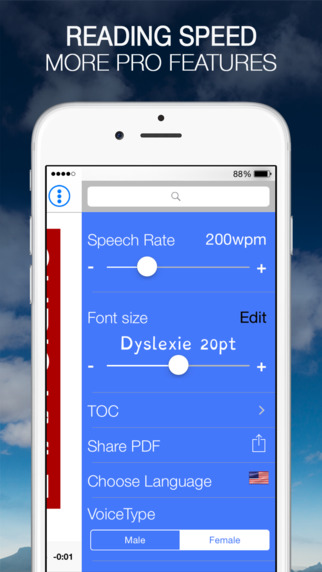 READING SPEED
MORE PRO FEATURES
88%
Speech Rate 200wpm
- +
Font size Edit
Dyslexie 20pt
- +
TOC
Share PDF
Choose Language
VoiceType
Male Female
-0:01